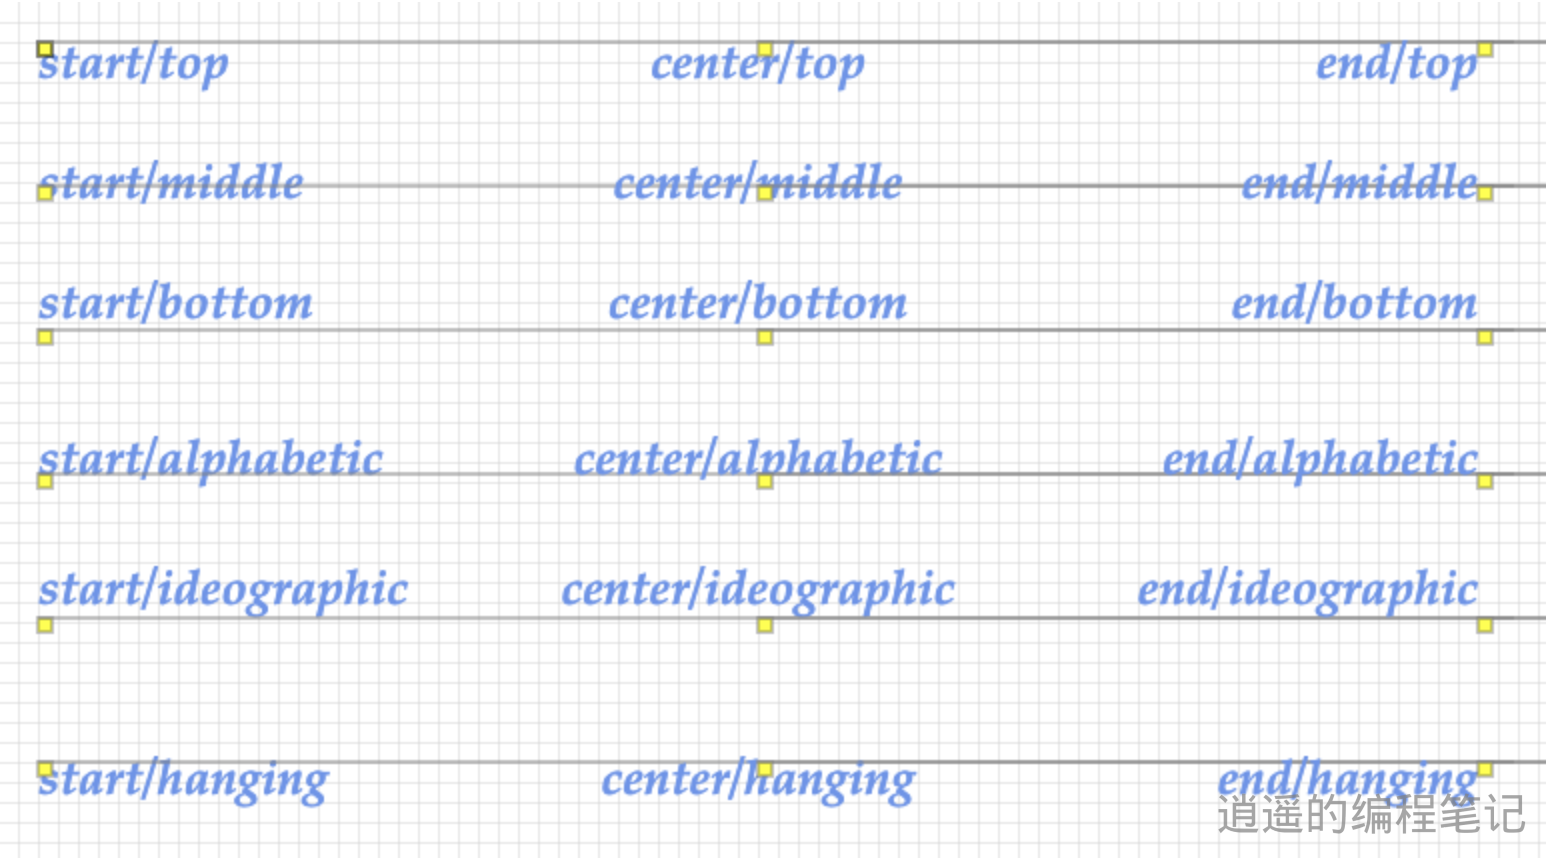 start/top center/top end/top
start/middle center/middle end/middle
start/bottom center/bottom end/bottom
start/alphabetic center/alphabetic end/alphabetic
start/ideographic center/ideographic end/ideographic
start/hanging center/hanging end/hanging
逍遥的编程笔记